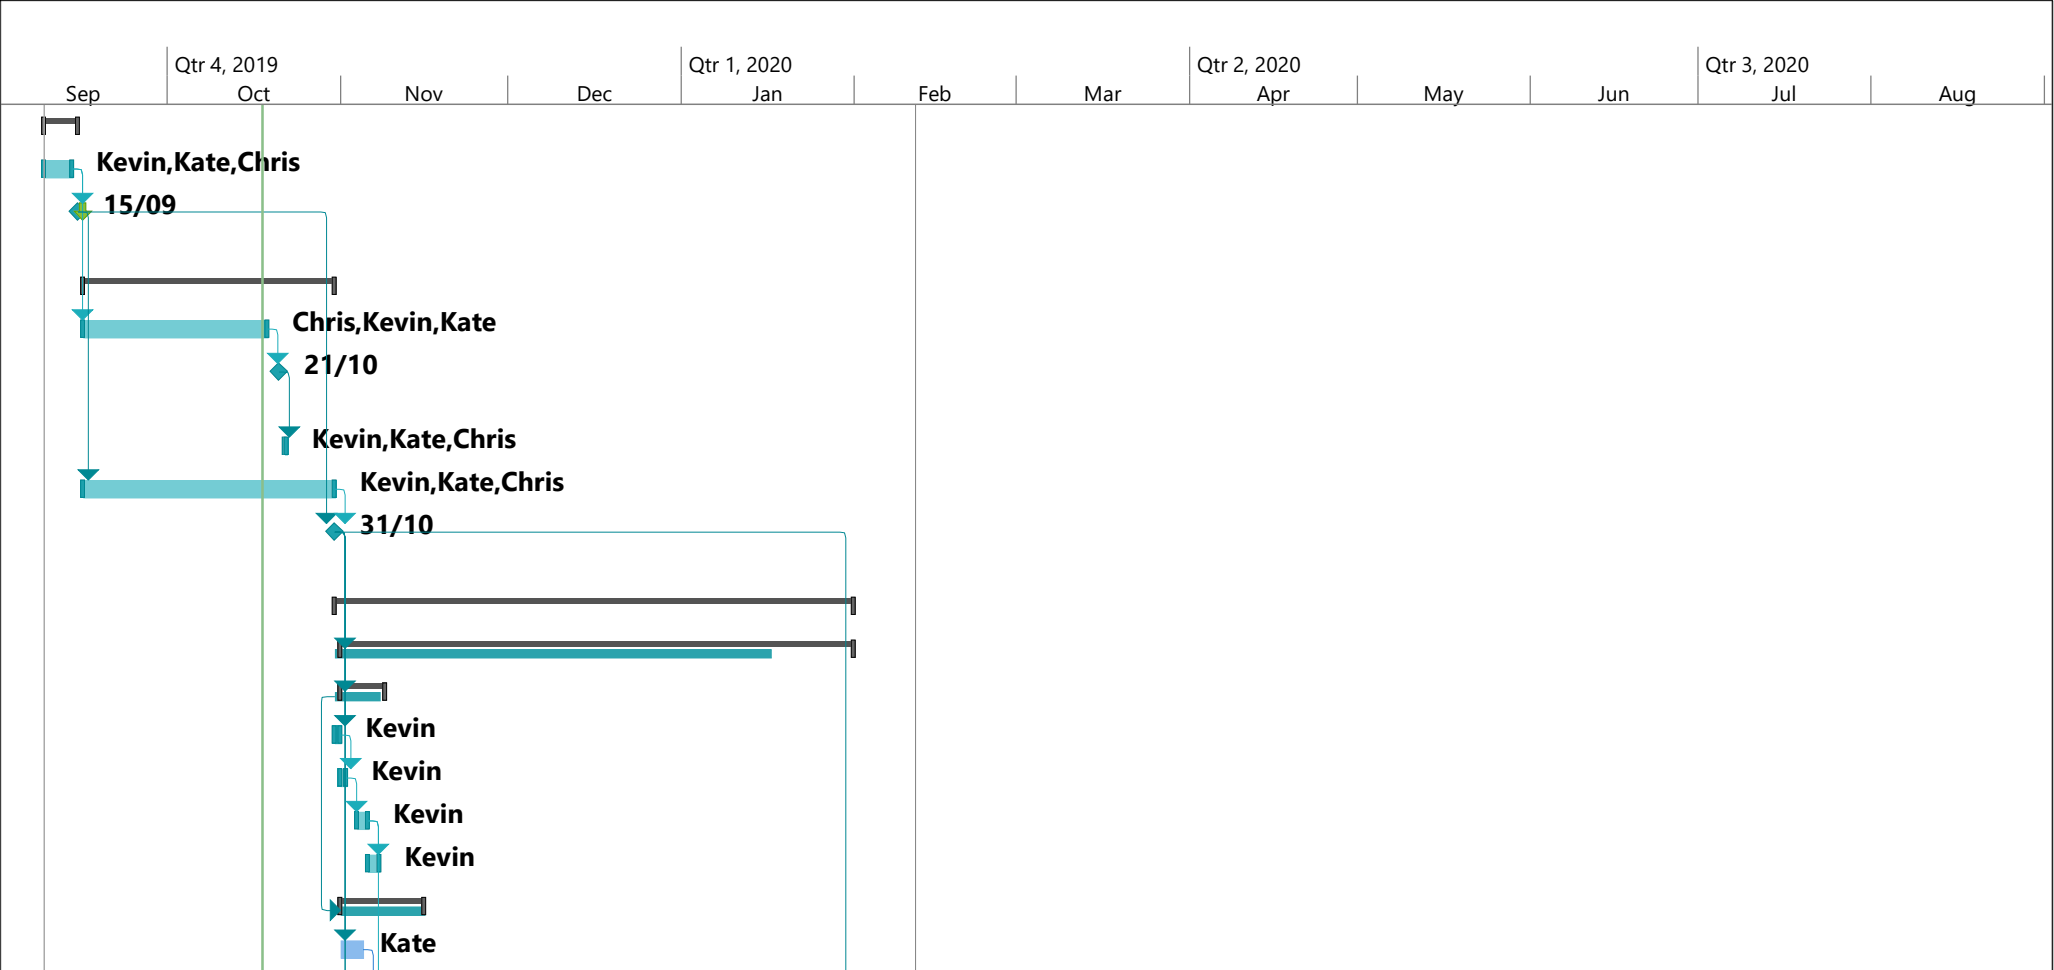 Qtr 4, 2019 Qtr 1, 2020 Qtr 2, 2020 Qtr 3, 2020
Sep Oct Nov Dec Jan Feb Mar Apr May Jun Jul Aug
Kevin,Kate,Chris
15/09
Chris,Kevin,Kate
21/10
Kevin,Kate,Chris
Kevin,Kate,Chris
31/10
Kevin
Kevin
Kevin
Kevin
Kate